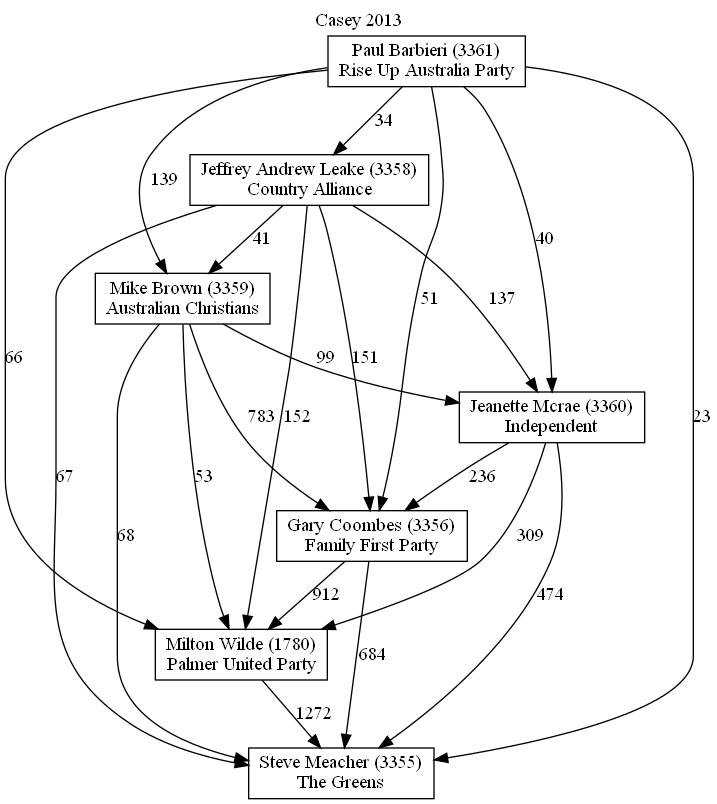 Casey 2013
Paul Barbieri (3361)
Rise Up Australia Party
34
Jeffrey Andrew Leake (3358)
Country Alliance
139
41
40
Mike Brown (3359)
Australian Christians
51
137
66
99
151
Jeanette Mcrae (3360)
Independent
783
152
23
67
53
236
Gary Coombes (3356)
Family First Party
68
309
912
474
Milton Wilde (1780)
Palmer United Party
684
1272
Steve Meacher (3355)
The Greens